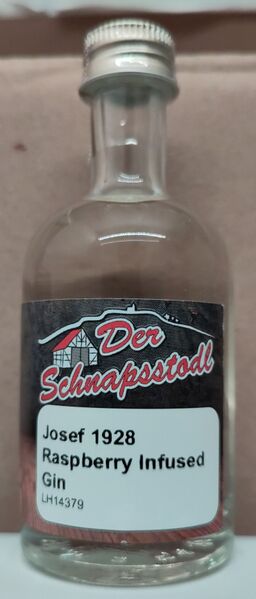 Der
Schnapsstodl
Josef 1928
Raspberry Infused
Gin
LH14379